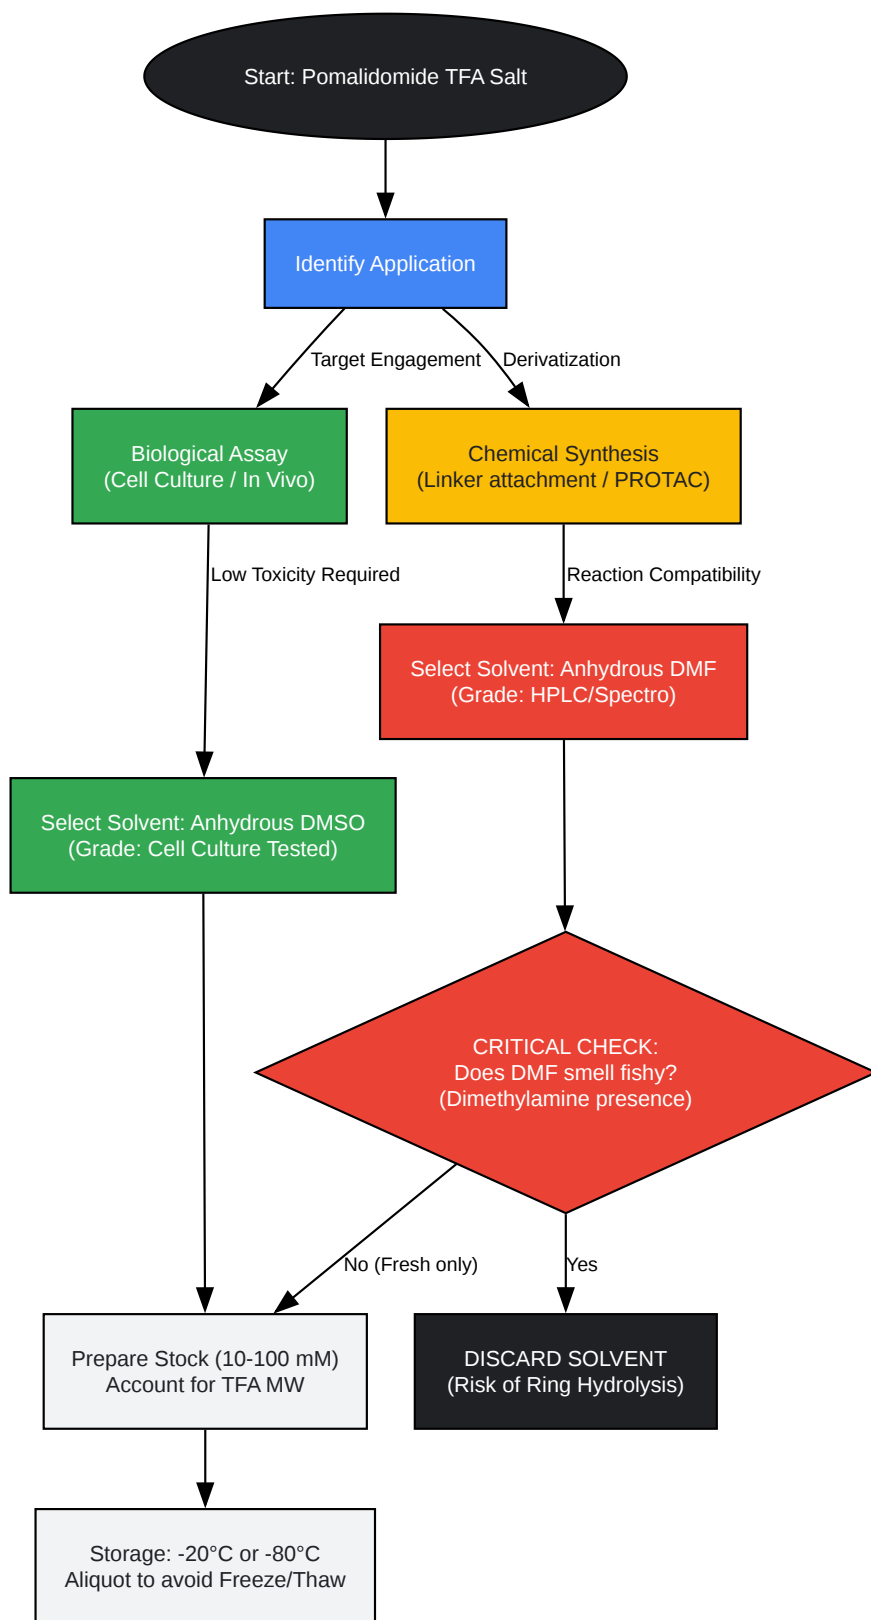 Start: Pomalidomide TFA Salt
Identify Application
Target Engagement
Derivatization
Biological Assay
(Cell Culture / In Vivo)
Chemical Synthesis
(Linker attachment / PROTAC)
Low Toxicity Required
Reaction Compatibility
Select Solvent: Anhydrous DMF
(Grade: HPLC/Spectro)
Select Solvent: Anhydrous DMSO
(Grade: Cell Culture Tested)
CRITICAL CHECK:
Does DMF smell fishy?
(Dimethylamine presence)
No (Fresh only)
Yes
Prepare Stock (10-100 mM)
Account for TFA MW
DISCARD SOLVENT
(Risk of Ring Hydrolysis)
Storage: -20°C or -80°C
Aliquot to avoid Freeze/Thaw